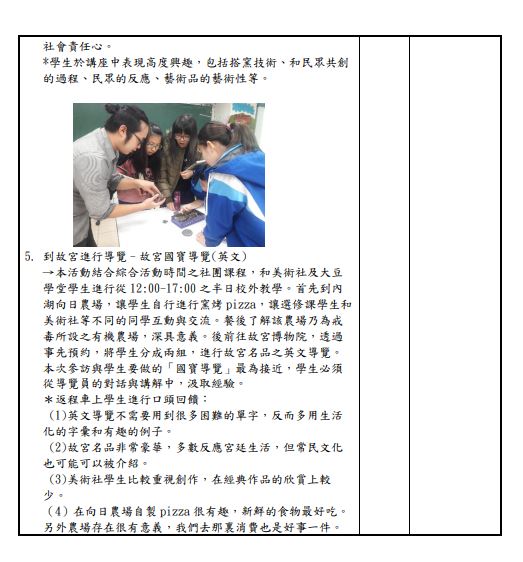 社會責任心。
*學生於講座中表現高度興趣，包括搭窯技術、和民眾共創
的過程、民眾的反應、藝術品的藝術性等。
5. 到故宮進行導覽–故宮國寶導覽(英文)
→本活動結合綜合活動時間之社團課程，和美術社及大豆
學堂學生進行從 12:00-17:00 之半日校外教學。首先到內
湖向日農場，讓學生自行進行窯烤 pizza，讓選修課學生和
美術社等不同的同學互動與交流。餐後了解該農場乃為戒
毒所設之有機農場，深具意義。後前往故宮博物院，透過
事先預約，將學生分成兩組，進行故宮名品之英文導覽。
本次參訪與學生要做的「國寶導覽」最為接近，學生必須
從導覽員的對話與講解中，汲取經驗。
＊返程車上學生進行口頭回饋：
（1)英文導覽不需要用到很多困難的單字，反而多用生活
化的字彙和有趣的例子。
（2)故宮名品非常豪華，多數反應宮廷生活，但常民文化
也可能可以被介紹。
（3)美術社學生比較重視創作，在經典作品的欣賞上較
少。
（4）在向日農場自製 pizza 很有趣，新鮮的食物最好吃。
另外農場存在很有意義，我們去那裏消費也是好事一件。